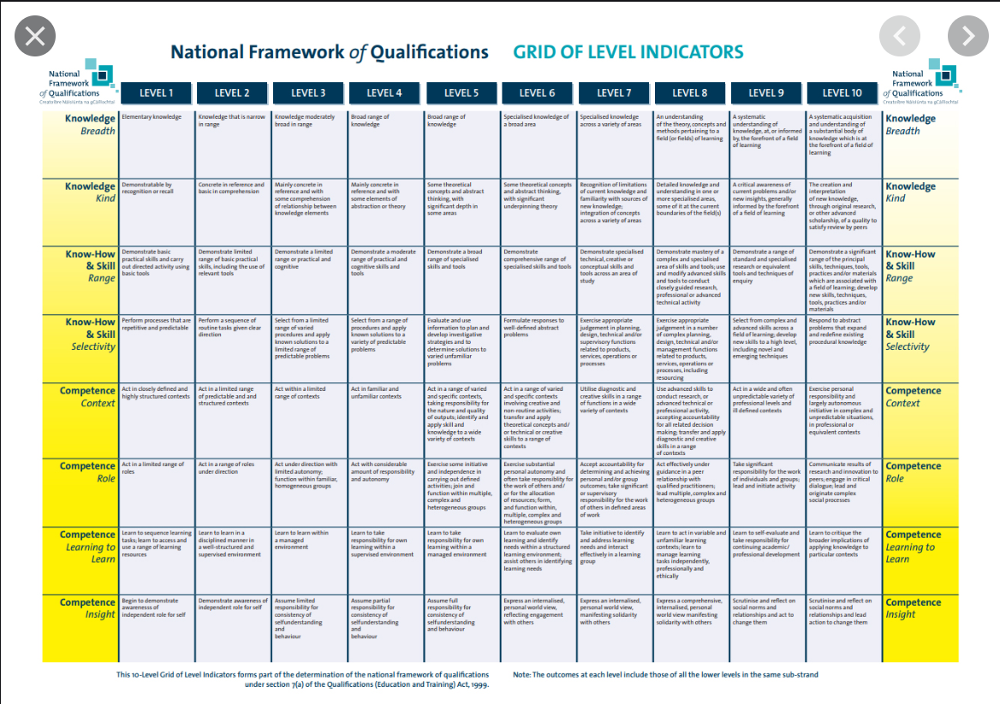 National Framework of Qualifications GRID OF LEVEL INDICATORS
National
Framework
of Qualifications
Creatoibre Náisiúnta na gCáilíochtaí
LEVEL 1
LEVEL 2
LEVEL 3
LEVEL 4
LEVEL 5
LEVEL 6
LEVEL 7
LEVEL 8
LEVEL 9
LEVEL 10
National
Framework
of Qualifications
Creatoibre Náisiúnta na gCáilíochtaí
Knowledge
Breadth
Elementary knowledge
Knowledge that is narrow
in range
Knowledge moderately
broad in range
Broad range of
knowledge
Broad range of
knowledge
Specialised knowledge of
a broad area
Specialised knowledge
across a variety of areas
An understanding
of the theory, concepts and
methods pertaining to a
field (or fields) of learning
A systematic
understanding of
knowledge, at, or informed
by, the forefront of a field
of learning
A systematic acquisition
and understanding of
a substantial body of
knowledge which is at
the forefront of a field of
learning
Knowledge
Breadth
Knowledge
Kind
Demonstratable by
recognition or recall
Concrete in reference and
basic in comprehension
Mainly concrete in
reference and with
some comprehension
of relationship between
knowledge elements
Mainly concrete in
reference and with
some elements of
abstraction or theory
Some theoretical
concepts and abstract
thinking, with
significant depth in
some areas
Some theoretical concepts
and abstract thinking,
with significant
underpinning theory
Recognition of limitations
of current knowledge and
familiarity with sources of
new knowledge;
integration of concepts
across a variety of areas
Detailed knowledge and
understanding in one or
more specialised areas,
some of it at the current
boundaries of the field(s)
A critical awareness of
current problems and/or
new insights, generally
informed by the forefront
of a field of learning
The creation and
interpretation
of new knowledge,
through original research,
or other advanced
scholarship, of a quality to
satisfy review by peers
Knowledge
Kind
Know-How
& Skill
Range
Demonstrate basic
practical skills and carry
out directed activity using
basic tools
Demonstrate limited
range of basic practical
skills, including the use of
relevant tools
Demonstrate a limited
range or practical and
cognitive
Demonstrate a moderate
range of practical and
cognitive skills and
tools
Demonstrate a broad
range of specialised
skills and tools
Demonstrate
comprehensive range of
specialised skills and tools
Demonstrate specialised
technical, creative or
conceptual skills and
tools across an area of
study
Demonstrate mastery of a
complex and specialised
area of skills and tools; use
and modify advanced skills
and tools to conduct
closely guided research,
professional or advanced
technical activity
Demonstrate a range of
standard and specialised
research or equivalent
tools and techniques of
enquiry
Demonstrate a significant
range of the principal
skills, techniques, tools,
practices and/or materials
which are associated with
a field of learning; develop
new skills, techniques,
tools, practices and/or
materials
Know-How
& Skill
Range
Know-How
& Skill
Selectivity
Perform processes that are
repetitive and predictable
Perform a sequence of
routine tasks given clear
direction
Select from a limited
range of varied
procedures and apply
known solutions to a
limited range of
predictable problems
Select from a range of
procedures and apply
known solutions to a
variety of predictable
problems
Evaluate and use
information to plan and
develop investigative
strategies and to
determine solutions to
varied unfamiliar
problems
Formulate responses to
well-defined abstract
problems
Exercise appropriate
judgement in planning,
design, technical and/or
supervisory functions
related to products,
services, operations or
processes
Exercise appropriate
judgement in a number
of complex planning,
design, technical and/or
management functions
related to products,
services, operations or
processes, including
resourcing
Select from complex and
advanced skills across a
field of learning; develop
new skills to a high level,
including novel and
emerging techniques
Respond to abstract
problems that expand
and redefine existing
procedural knowledge
Know-How
& Skill
Selectivity
Competence
Context
Act in closely defined and
highly structured contexts
Act in a limited range
of predictable and and
structured contexts
Act within a limited
range of contexts
Act in familiar and
unfamiliar contexts
Act in a range of varied
and specific contexts,
taking responsibility for
the nature and quality
of outputs; identify and
apply skill and
knowledge to a wide
variety of contexts
Act in a range of varied
and specific contexts
involving creative and
non-routine activities;
transfer and apply
theoretical concepts and/
or technical or creative
skills to a range of
contexts
Utilise diagnostic and
creative skills in a range
of functions in a wide
variety of contexts
Use advanced skills to
conduct research, or
advanced technical or
professional activity,
accepting accountability
for all related decision
making; transfer and apply
diagnostic and creative
skills in a range
of contexts
Act in a wide and often
unpredictable variety of
professional levels and
ill defined contexts
Exercise personal
responsibility and
largely autonomous
initiative in complex and
unpredictable situations,
in professional or
equivalent contexts
Competence
Context
Competence
Role
Act in a limited range of
roles
Act in a range of roles
under direction
Act under direction with
limited autonomy;
function within familiar,
homogeneous groups
Act with considerable
amount of responsibility
and autonomy
Exercise some initiative
and independence in
carrying out defined
activities; join and
function within multiple,
complex and
heterogeneous groups
Exercise substantial
personal autonomy and
often take responsibility for
the work of others and/
or for the allocation
of resources; form,
and function within,
multiple, complex and
heterogeneous groups
Accept accountability for
determining and achieving
personal and/or group
outcomes; take significant
or supervisory
responsibility for the work
of others in defined areas
of work
Act effectively under
guidance in a peer
relationship with
qualified practitioners;
lead multiple, complex and
heterogeneous groups
Take significant
responsibility for the work
of individuals and groups;
lead and initiate activity
Communicate results of
research and innovation to
peers; engage in critical
dialogue; lead and
originate complex
social processes
Competence
Role
Competence
Learning to
Learn
Learn to sequence learning
tasks; learn to access and
use a range of learning
resources
Learn to learn in a
disciplined manner in
a well-structured and
supervised environment
Learn to learn within
a managed
environment
Learn to take
responsibility for own
learning within a
supervised environment
Learn to take
responsibility for own
learning within a
managed environment
Learn to evaluate own
learning and identify
needs within a structured
learning environment;
assist others in identifying
learning needs
Take initiative to identify
and address learning
needs and interact
effectively in a learning
group
Learn to act in variable and
unfamiliar learning
contexts; learn to
manage learning
tasks independently,
professionally and
ethically
Learn to self-evaluate and
take responsibility for
continuing academic/
professional development
Learn to critique the
broader implications of
applying knowledge to
particular contexts
Competence
Learning to
Learn
Competence
Insight
Begin to demonstrate
awarenesss of
independent role for self
Demonstrate awareness of
independent role for self
Assume limited
responsibility for
consistency of
selfunderstanding
and
behaviour
Assume partial
responsibility for
consistency of
selfunderstanding
and
behaviour
Assume full
responsibility for
consistency of
selfunderstanding
and behaviour
Express an internalised,
personal world view,
reflecting engagement
with others
Express an internalised,
personal world view,
manifesting solidarity
with others
Express a comprehensive,
internalised, personal
world view manifesting
solidarity with others
Scrutinise and reflect on
social norms and
relationships and act to
change them
Scrutinise and reflect on
social norms and
relationships and lead
action to change them
Competence
Insight
This 10-Level Grid of Level Indicators forms part of the determination of the national framework of qualifications
under section 7(a) of the Qualifications (Education and Training) Act, 1999.
Note: The outcomes at each level include those of all the lower levels in the same sub-strand